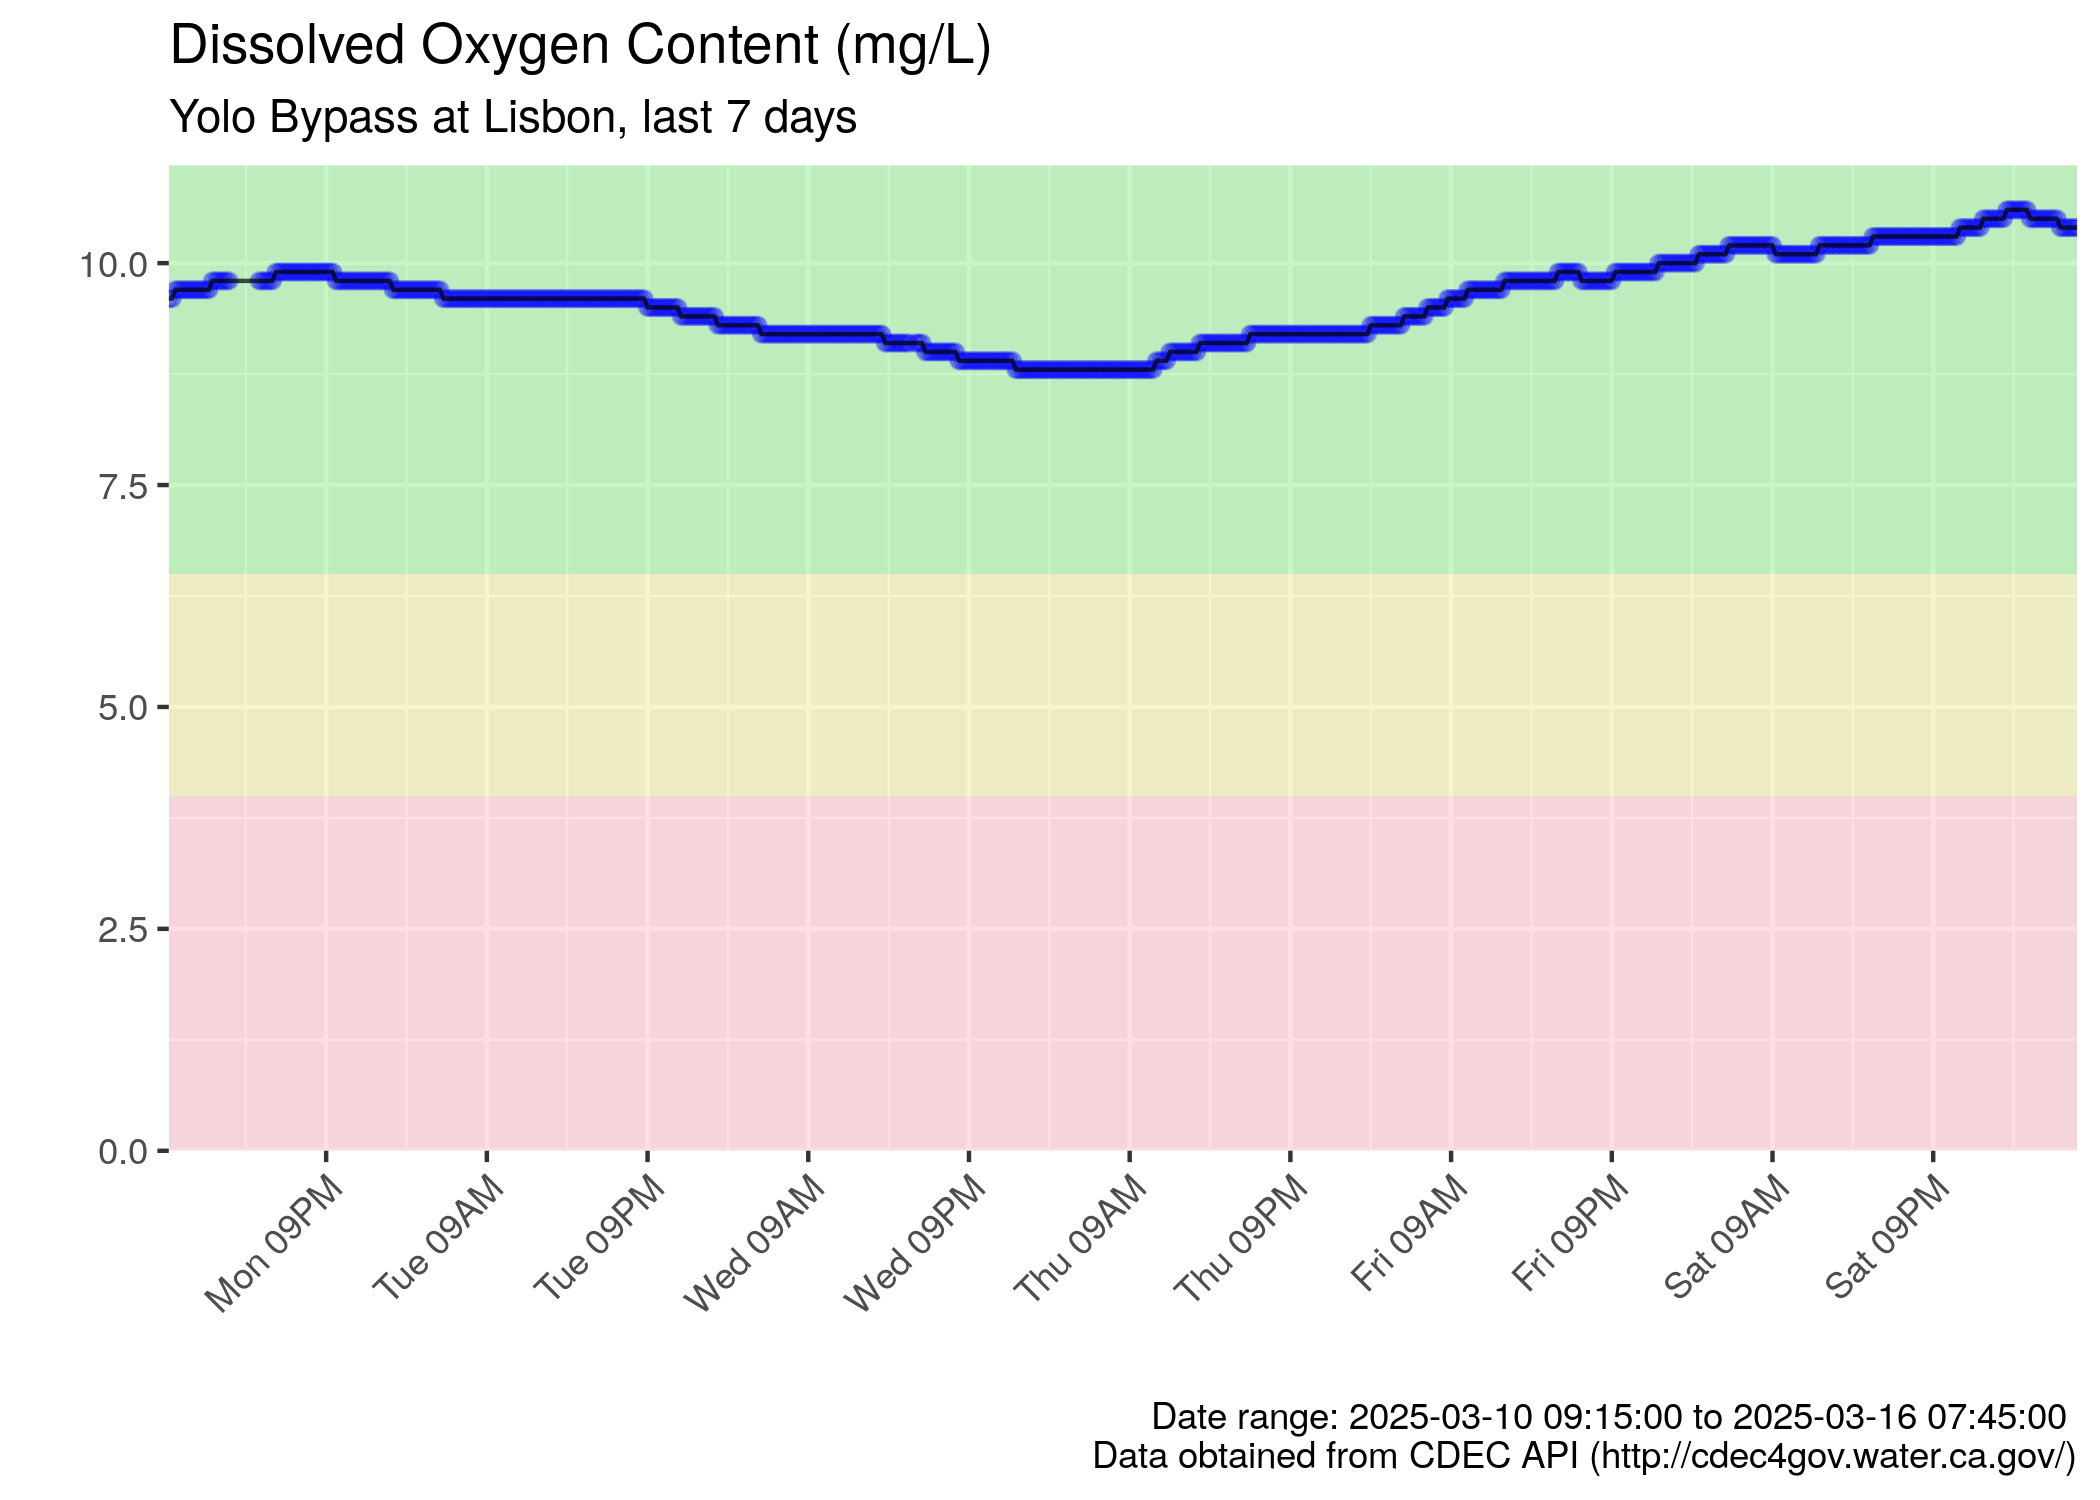 Dissolved Oxygen Content (mg/L)
Yolo Bypass at Lisbon, last 7 days
10.0
7.5
5.0
2.5
0.0
Mon 09PM
Tue 09AM
Tue 09PM
Wed 09AM
Wed 09PM
Thu 09AM
Thu 09PM
Fri 09AM
Fri 09PM
Sat 09AM
Sat 09PM
Date range: 2025-03-10 09:15:00 to 2025-03-16 07:45:00
Data obtained from CDEC API (http://cdec4gov.water.ca.gov/)